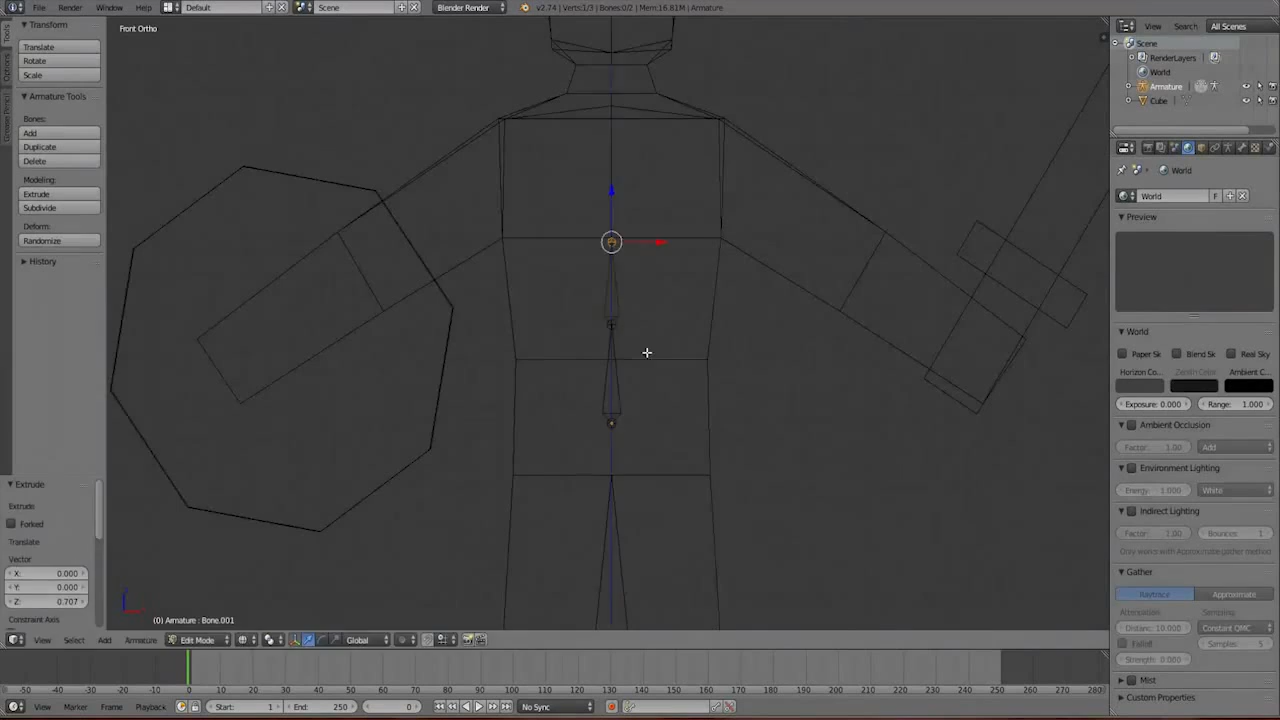 File Render Window Help Default Scene Blender Render v2.74 | Verts:1/3 | Bones:0/2 | Mem:16.81M | Armature
Transform
Translate
Rotate
Scale
Armature Tools
Bones:
Add
Duplicate
Delete
Modeling:
Extrude
Subdivide
Deform:
Randomize
History
Tools
Options
Grease Pencil
Front Ortho
View Search All Scenes
Scene
RenderLayers
World
Armature
Cube
World
World F
Preview
World
Paper Sk Blend Sk Real Sky
Horizon Co... Zenith Color Ambient C...
Exposure: 0.000 Range: 1.000
Ambient Occlusion
Factor: 1.00 Add
Environment Lighting
Energy: 1.000 White
Indirect Lighting
Factor: 1.00 Bounces: 1
Only works with Approximate gather method
Gather
Raytrace Approximate
Attenuation: Sampling:
Distan: 10.000 Constant QMC
Falloff Samples: 5
Strength: 0.000
Mist
Custom Properties
Extrude
Extrude
Forked
Translate
Vector
X: 0.000
Y: 0.000
Z: 0.707
Constraint Axis
(0) Armature : Bone.001
View Select Add Armature Edit Mode Global
-50 -40 -30 -20 -10 0 10 20 30 40 50 60 70 80 90 100 110 120 130 140 150 160 170 180 190 200 210 220 230 240 250 260 270 280
View Marker Frame Playback Start: 1 End: 250 0 No Sync